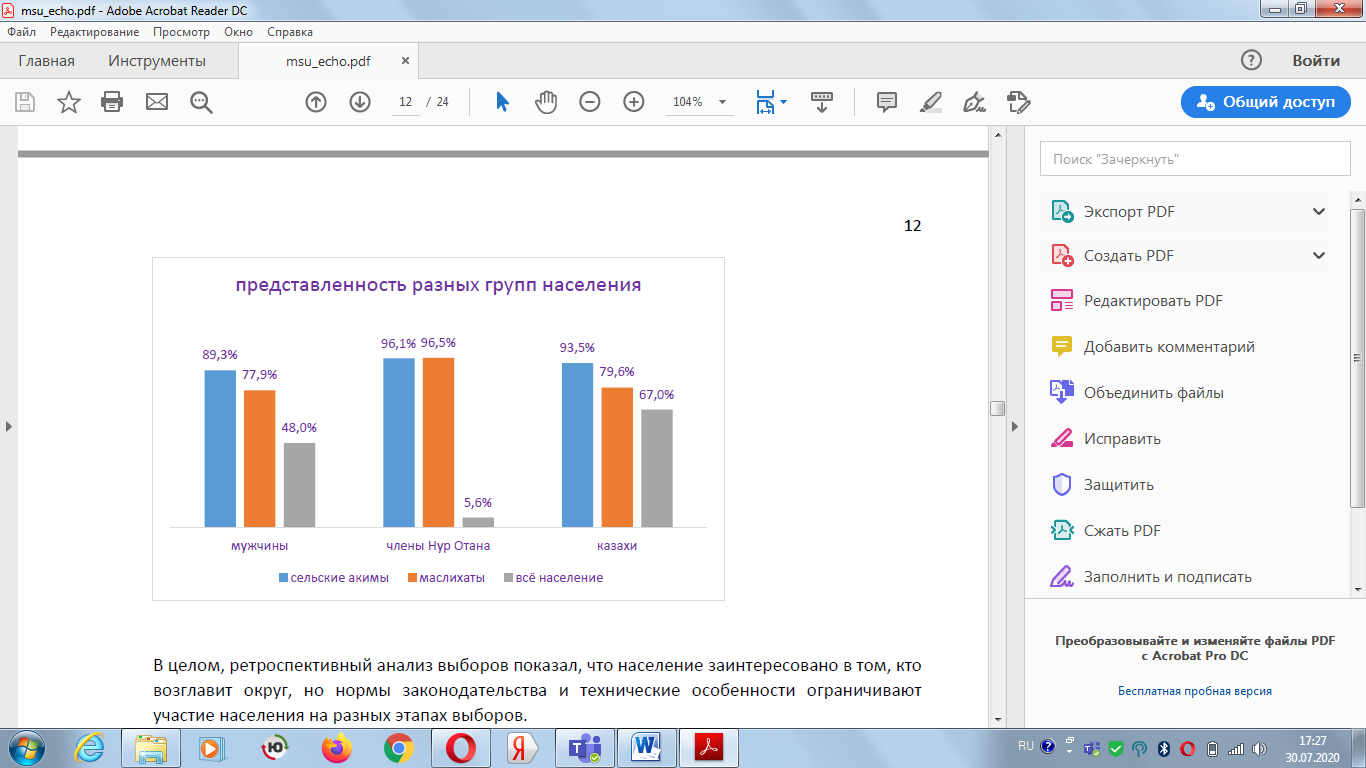 msu_echo.pdf - Adobe Acrobat Reader DC
Файл Редактирование Просмотр Окно Справка
Главная Инструменты msu_echo.pdf × Войти
12 / 24 104% Общий доступ
12
представленность разных групп населения
89,3% 77,9% 48,0%
96,1% 96,5% 5,6%
93,5% 79,6% 67,0%
мужчины члены Нур Отана казахи
сельские акимы маслихаты всё население
В целом, ретроспективный анализ выборов показал, что население заинтересовано в том, кто
возглавит округ, но нормы законодательства и технические особенности ограничивают
участие населения на разных этапах выборов.
Поиск "Зачеркнуть"
Экспорт PDF
Создать PDF
Редактировать PDF
Добавить комментарий
Объединить файлы
Исправить
Защитить
Сжать PDF
Заполнить и подписать
Преобразовывайте и изменяйте файлы PDF
с Acrobat Pro DC
Бесплатная пробная версия
RU 17:27
30.07.2020